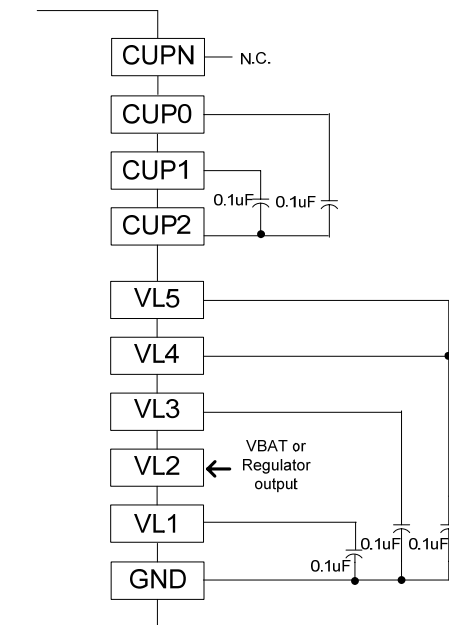 CUPN
N.C.
CUP0
CUP1
0.1uF
0.1uF
CUP2
VL5
VL4
VL3
VL2
VBAT or
Regulator
output
VL1
0.1uF
0.1uF
0.1uF
GND